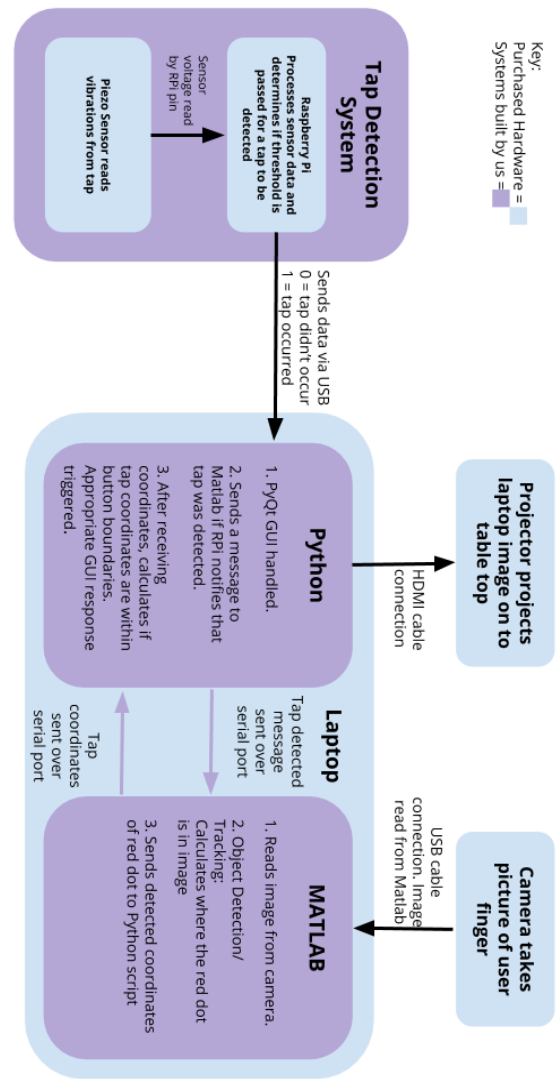 Key:
Purchased Hardware =
Systems built by us =
Tap Detection
System
Piezo Sensor reads
vibrations from tap
Sensor
voltage read
by RPi pin
Raspberry Pi
Processes sensor data and
determines if threshold is
passed for a tap to be
detected
Sends data via USB
0 = tap didn't occur
1 = tap occurred
Projector projects
laptop image on to
table top
HDMI cable
connection
Camera takes
picture of user
finger
USB cable
connection. Image
read from Matlab
Laptop
Python
1. PyQt GUI handled.
2. Sends a message to
Matlab if RPi notifies that
tap was detected.
3. After receiving
coordinates, calculates if
tap coordinates are within
button boundaries.
Appropriate GUI response
triggered.
Tap detected
message
sent over
serial port
Tap
coordinates
sent over
serial port
MATLAB
1. Reads image from camera.
2. Object Detection/
Tracking:
Calculates where the red dot
is in image
3. Sends detected coordinates
of red dot to Python script